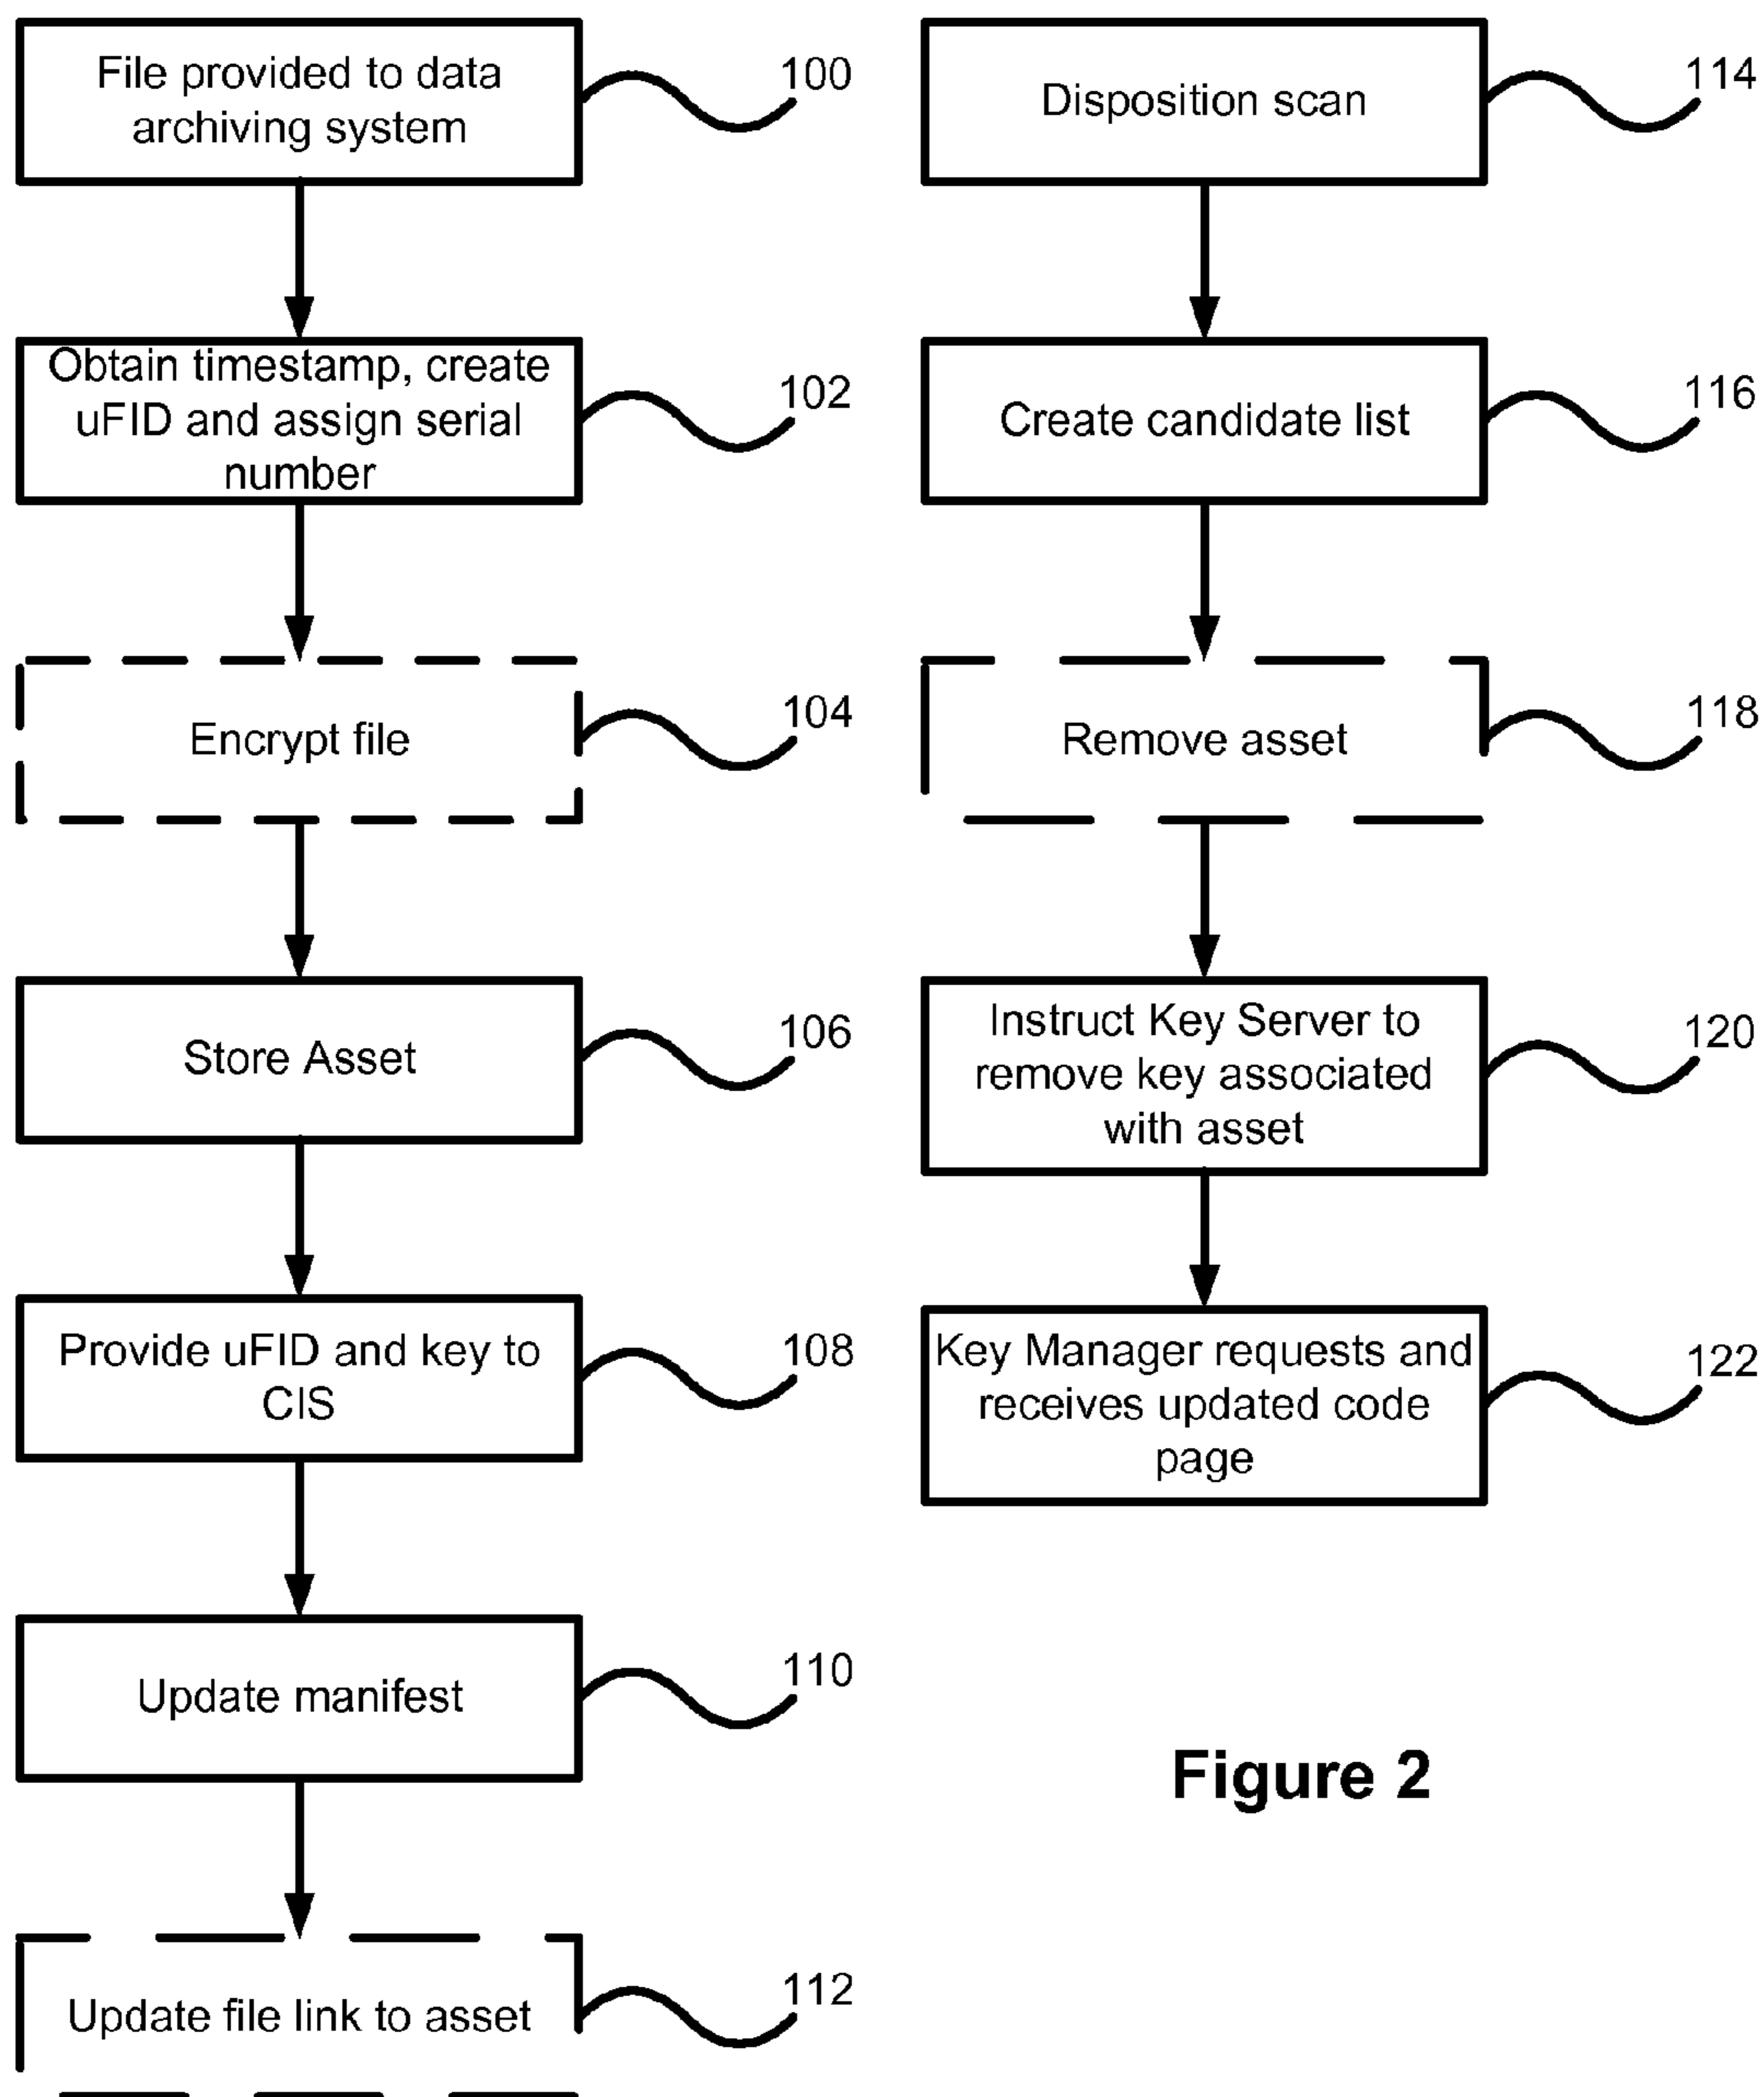 File provided to data
archiving system
100
Obtain timestamp, create
uFID and assign serial
number
102
Encrypt file
104
Store Asset
106
Provide uFID and key to
CIS
108
Update manifest
110
Update file link to asset
112
Disposition scan
114
Create candidate list
116
Remove asset
118
Instruct Key Server to
remove key associated
with asset
120
Key Manager requests and
receives updated code
page
122
Figure 2